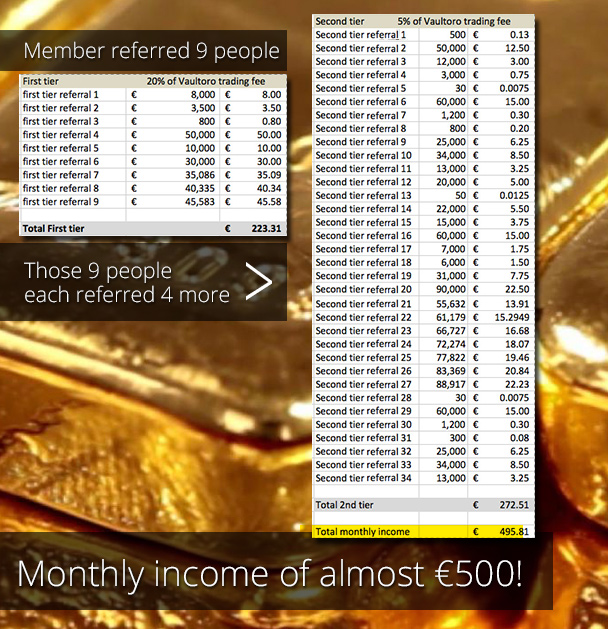 Member referred 9 people
First tier 20% of Vaultoro trading fee
first tier referral 1 € 8,000 € 8.00
first tier referral 2 € 3,500 € 3.50
first tier referral 3 € 800 € 0.80
first tier referral 4 € 50,000 € 50.00
first tier referral 5 € 10,000 € 10.00
first tier referral 6 € 30,000 € 30.00
first tier referral 7 € 35,086 € 35.09
first tier referral 8 € 40,335 € 40.34
first tier referral 9 € 45,583 € 45.58
Total First tier € 223.31
Those 9 people
each referred 4 more >
Second tier 5% of Vaultoro trading fee
Second tier referral 1 500 € 0.13
Second tier referral 2 50,000 € 12.50
Second tier referral 3 12,000 € 3.00
Second tier referral 4 3,000 € 0.75
Second tier referral 5 30 € 0.0075
Second tier referral 6 60,000 € 15.00
Second tier referral 7 1,200 € 0.30
Second tier referral 8 800 € 0.20
Second tier referral 9 25,000 € 6.25
Second tier referral 10 34,000 € 8.50
Second tier referral 11 13,000 € 3.25
Second tier referral 12 20,000 € 5.00
Second tier referral 13 50 € 0.0125
Second tier referral 14 22,000 € 5.50
Second tier referral 15 15,000 € 3.75
Second tier referral 16 60,000 € 15.00
Second tier referral 17 7,000 € 1.75
Second tier referral 18 6,000 € 1.50
Second tier referral 19 31,000 € 7.75
Second tier referral 20 90,000 € 22.50
Second tier referral 21 55,632 € 13.91
Second tier referral 22 61,179 € 15.2949
Second tier referral 23 66,727 € 16.68
Second tier referral 24 72,274 € 18.07
Second tier referral 25 77,822 € 19.46
Second tier referral 26 83,369 € 20.84
Second tier referral 27 88,917 € 22.23
Second tier referral 28 30 € 0.0075
Second tier referral 29 60,000 € 15.00
Second tier referral 30 1,200 € 0.30
Second tier referral 31 300 € 0.08
Second tier referral 32 25,000 € 6.25
Second tier referral 33 34,000 € 8.50
Second tier referral 34 13,000 € 3.25
Total 2nd tier € 272.51
Total monthly income € 495.81
Monthly income of almost €500!